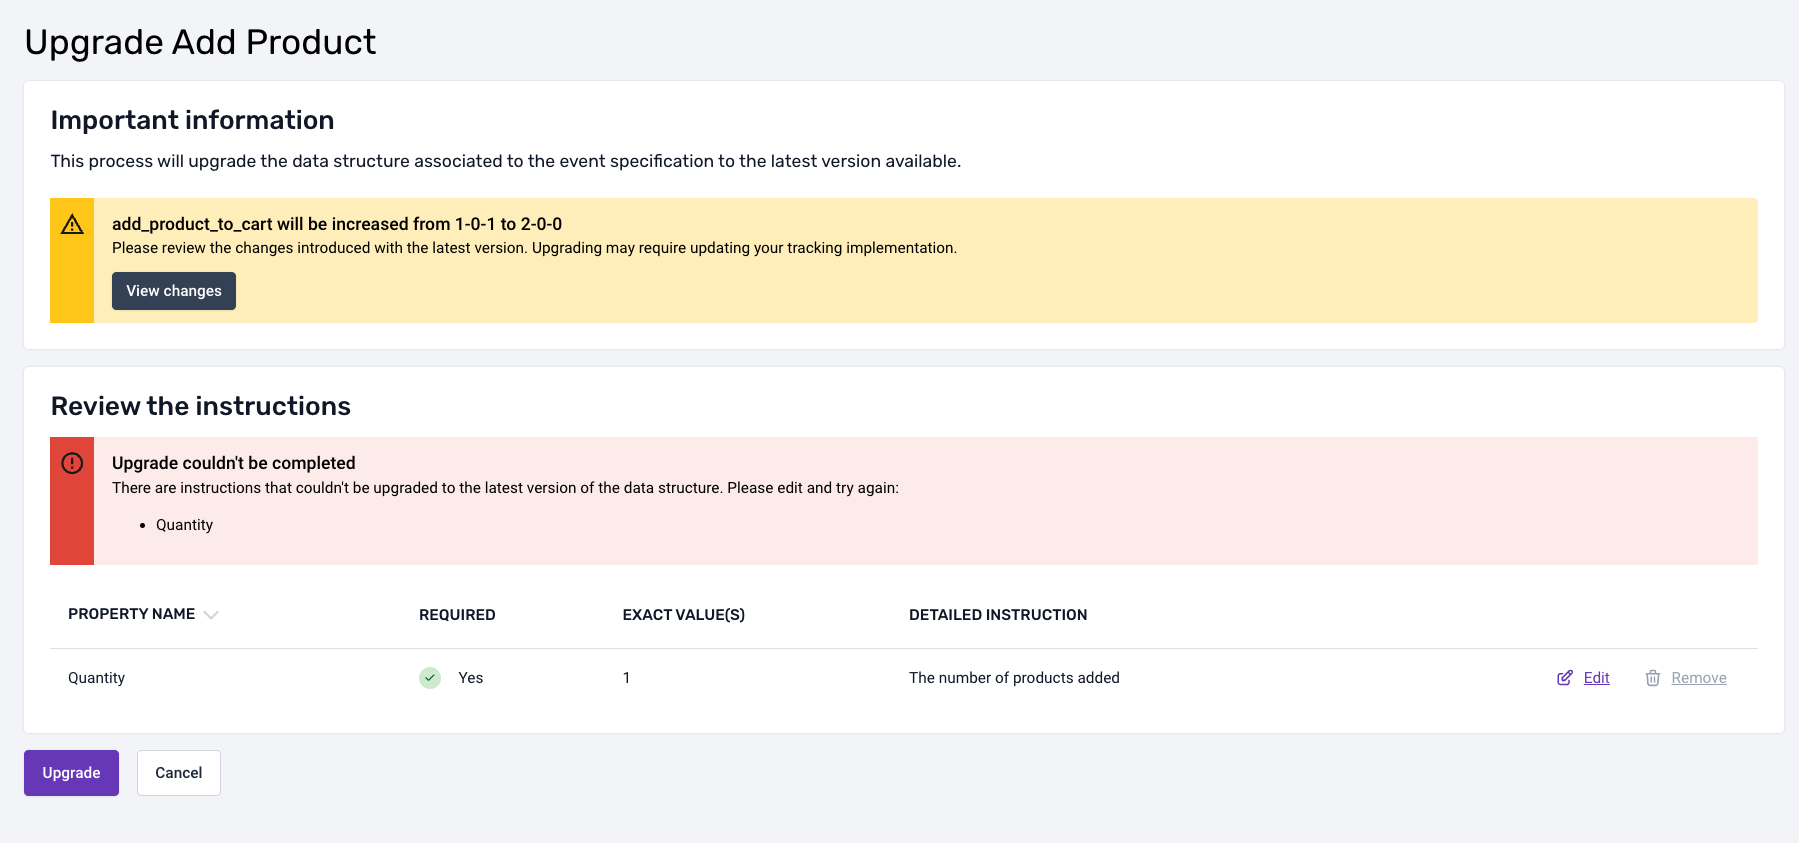 Upgrade Add Product
Important information
This process will upgrade the data structure associated to the event specification to the latest version available.
add_product_to_cart will be increased from 1-0-1 to 2-0-0
Please review the changes introduced with the latest version. Upgrading may require updating your tracking implementation.
View changes
Review the instructions
Upgrade couldn't be completed
There are instructions that couldn't be upgraded to the latest version of the data structure. Please edit and try again:
• Quantity
PROPERTY NAME REQUIRED EXACT VALUE(S) DETAILED INSTRUCTION
Quantity Yes 1 The number of products added Edit Remove
Upgrade Cancel